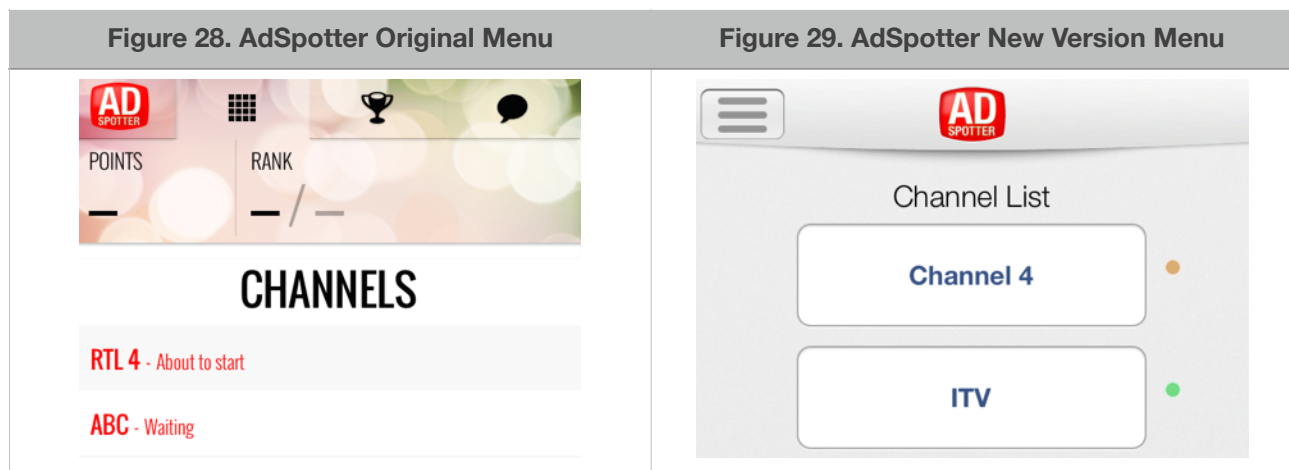 Figure 28. AdSpotter Original Menu
Figure 29. AdSpotter New Version Menu
AD
SPOTTER
POINTS
RANK
– – / –
CHANNELS
RTL 4 - About to start
ABC - Waiting
AD
SPOTTER
Channel List
Channel 4
ITV